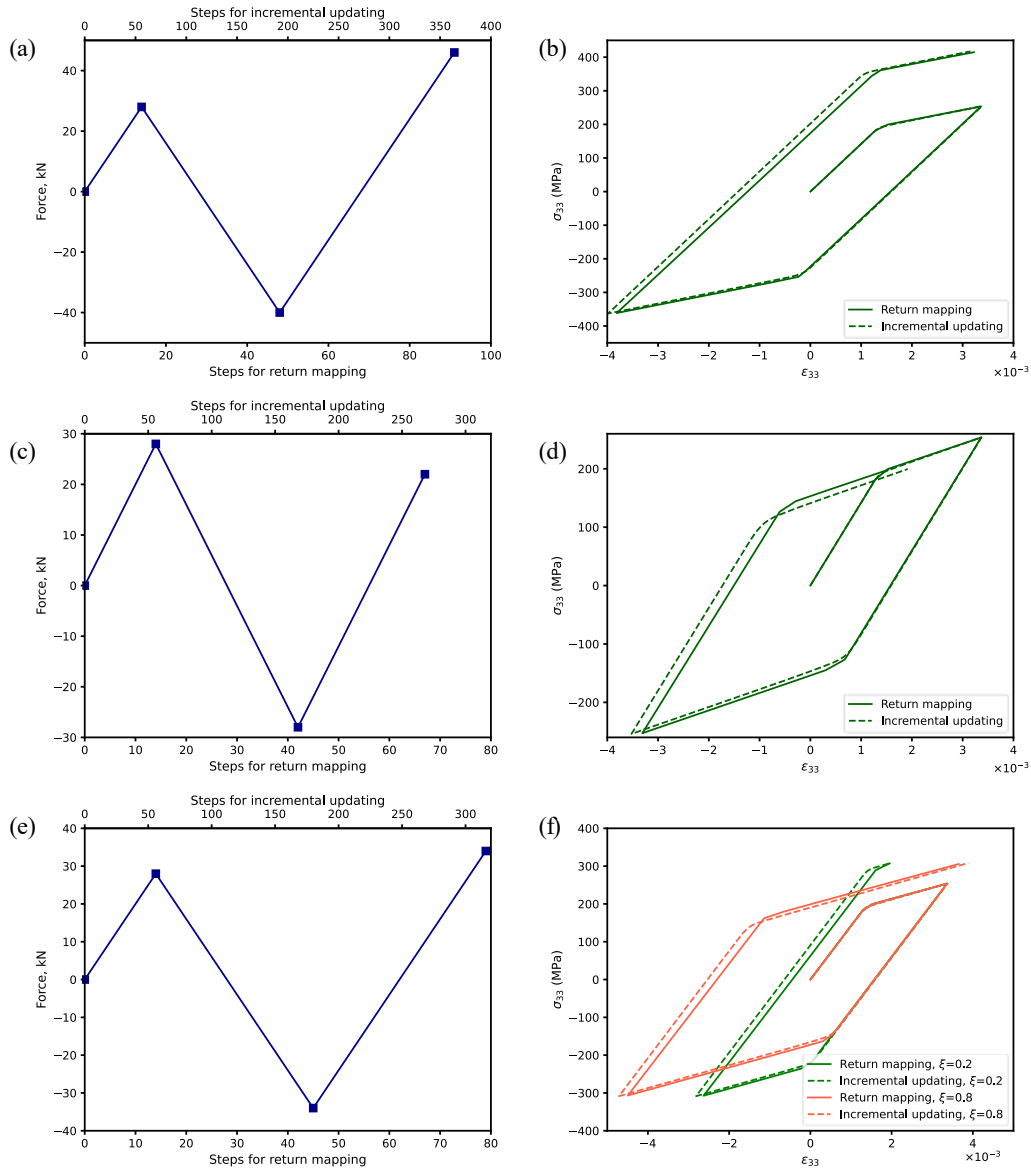 Steps for incremental updating
0 50 100 150 200 250 300 350 400
(a)
40
20
0
−20
−40
Force, kN
0 20 40 60 80 100
Steps for return mapping
(b)
400
300
200
100
0
−100
−200
−300
−400
σ33 (MPa)
Return mapping
Incremental updating
−4 −3 −2 −1 0 1 2 3 4
ε33
×10−3
Steps for incremental updating
0 50 100 150 200 250 300
(c)
30
20
10
0
−10
−20
−30
Force, kN
0 10 20 30 40 50 60 70 80
Steps for return mapping
(d)
200
100
0
−100
−200
σ33 (MPa)
Return mapping
Incremental updating
−4 −3 −2 −1 0 1 2 3 4
ε33
×10−3
Steps for incremental updating
0 50 100 150 200 250 300
(e)
40
30
20
10
0
−10
−20
−30
−40
Force, kN
0 10 20 30 40 50 60 70 80
Steps for return mapping
(f)
400
300
200
100
0
−100
−200
−300
−400
σ33 (MPa)
Return mapping, ξ=0.2
Incremental updating, ξ=0.2
Return mapping, ξ=0.8
Incremental updating, ξ=0.8
−4 −2 0 2 4
ε33
×10−3